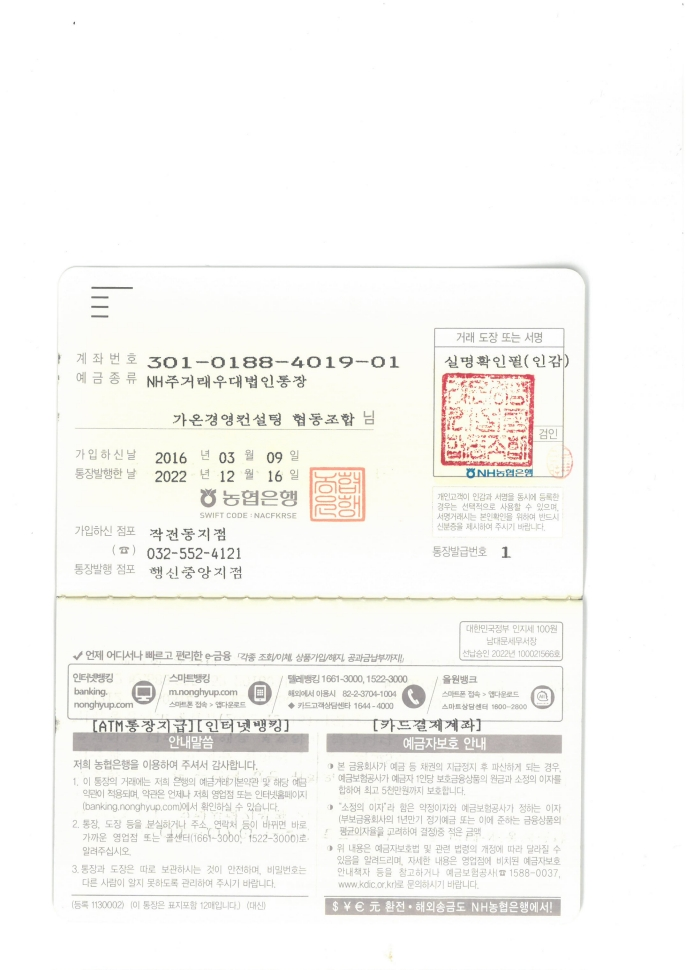 계좌번호 301-0188-4019-01
예금종류 NH주거래우대법인통장
가온경영컨설팅 협동조합 님
가입하신날 2016 년 03 월 09 일
통장발행한 날 2022 년 12 월 16 일
농협은행
SWIFT CODE : NACFKRSE
가입하신 점포 작전동지점
(☎) 032-552-4121
통장발행 점포 행신중앙지점
거래 도장 또는 서명
실명확인필(인감)
검인
NH농협은행
개인고객이 인감과 서명을 동시에 등록한
경우는 선택적으로 사용할 수 있으며,
서명거래시는 본인확인을 위하여 반드시
신분증을 제시하여 주시기 바랍니다.
통장발급번호 1
대한민국정부 인지세 100원
남대문세무서장
선납승인 2022년 100021566호
✓ 언제 어디서나 빠르고 편리한 e-금융 「각종 조회/이체, 상품가입/해지, 공과금납부까지!」
인터넷뱅킹
banking.
nonghyup.com
스마트뱅킹
m.nonghyup.com
스마트폰 접속 > 앱다운로드
텔레뱅킹 1661-3000, 1522-3000
해외에서 이용시 82-2-3704-1004
◆ 카드고객상담센터 1644-4000
올원뱅크
스마트폰 접속 > 앱다운로드
스마트상담센터 1600-2800
[ATM통장지급][인터넷뱅킹]
[카드결제계좌]
안내말씀
저희 농협은행을 이용하여 주셔서 감사합니다.
1. 이 통장의 거래에는 저희 은행의 예금거래기본약관 및 해당 예금
약관이 적용되며, 약관은 언제나 저희 영업점 또는 인터넷홈페이지
(banking.nonghyup.com)에서 확인하실 수 있습니다.
2. 통장, 도장 등을 분실하거나 주소, 연락처 등이 바뀌면 바로
가까운 영업점 또는 콜센터(1661-3000, 1522-3000)로
알려주십시오.
3. 통장과 도장은 따로 보관하시는 것이 안전하며, 비밀번호는
다른 사람이 알지 못하도록 관리하여 주시기 바랍니다.
(등록 1130002) (이 통장은 표지포함 12매입니다.) (대신)
예금자보호 안내
본 금융회사가 예금 등 채권의 지급정지 후 파산하게 되는 경우,
예금보험공사가 예금자 1인당 보호금융상품의 원금과 소정의 이자를
합하여 최고 5천만원까지 보호합니다.
"소정의 이자"라 함은 약정이자와 예금보험공사가 정하는 이자
(부보금융회사의 1년만기 정기예금 또는 이에 준하는 금융상품의
평균이자율을 고려하여 결정)중 적은 금액
위 내용은 예금자보호법 및 관련 법령의 개정에 따라 달라질 수
있음을 알려드리며, 자세한 내용은 영업점에 비치된 예금자보호
안내책자 등을 참고하거나 예금보험공사(☎1588-0037,
www.kdic.or.kr)로 문의하시기 바랍니다.
$ ¥ € 元 환전·해외송금도 NH농협은행에서!